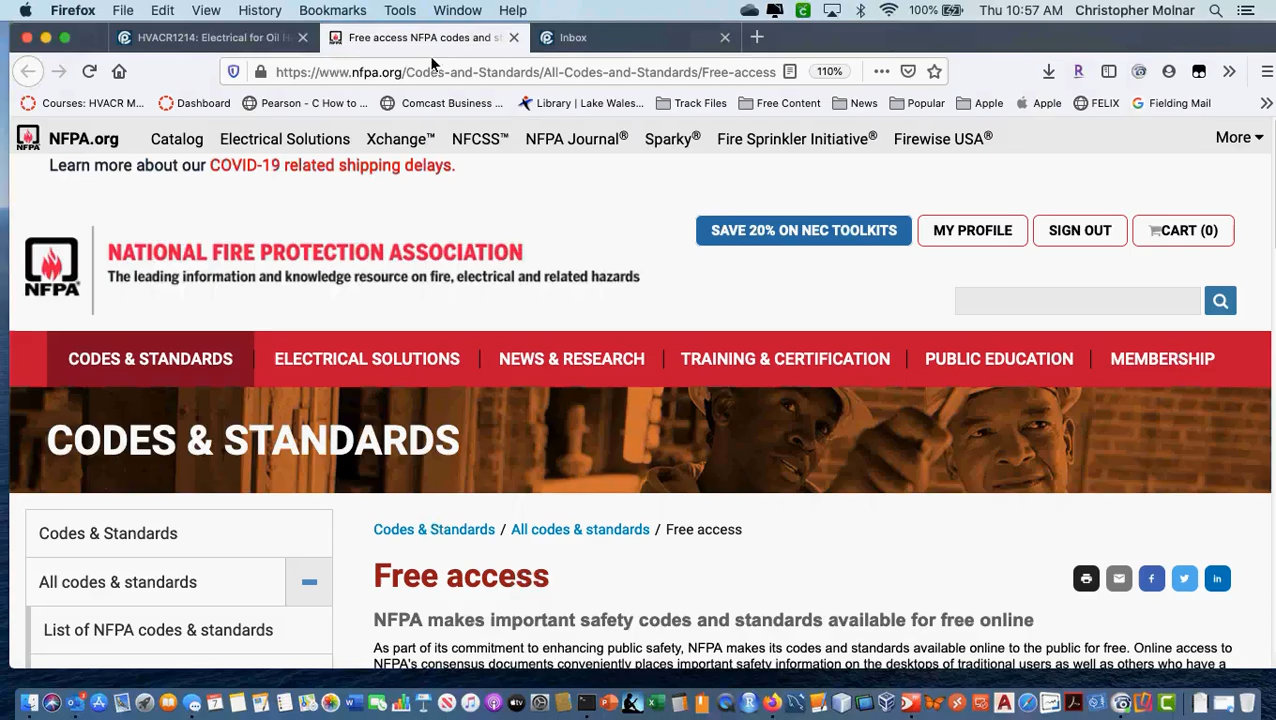 Firefox File Edit View History Bookmarks Tools Window Help 100% Thu 10:57 AM Christopher Molnar
HVACR1214: Electrical for Oil H
Free access NFPA codes and st
Inbox
https://www.nfpa.org/Codes-and-Standards/All-Codes-and-Standards/Free-access 110%
Courses: HVACR M... Dashboard Pearson - C How to ... Comcast Business ... Library | Lake Wales... Track Files Free Content News Popular Apple Apple FELIX Fielding Mail
NFPA.org Catalog Electrical Solutions Xchange™ NFCSS™ NFPA Journal® Sparky® Fire Sprinkler Initiative® Firewise USA® More
Learn more about our COVID-19 related shipping delays.
SAVE 20% ON NEC TOOLKITS MY PROFILE SIGN OUT CART (0)
NATIONAL FIRE PROTECTION ASSOCIATION
The leading information and knowledge resource on fire, electrical and related hazards
NFPA
CODES & STANDARDS ELECTRICAL SOLUTIONS NEWS & RESEARCH TRAINING & CERTIFICATION PUBLIC EDUCATION MEMBERSHIP
CODES & STANDARDS
Codes & Standards
All codes & standards
List of NFPA codes & standards
Codes & Standards / All codes & standards / Free access
Free access
NFPA makes important safety codes and standards available for free online
As part of its commitment to enhancing public safety, NFPA makes its codes and standards available online to the public for free. Online access to
NFPA's consensus documents conveniently places important safety information on the desktops of traditional users as well as others who have a